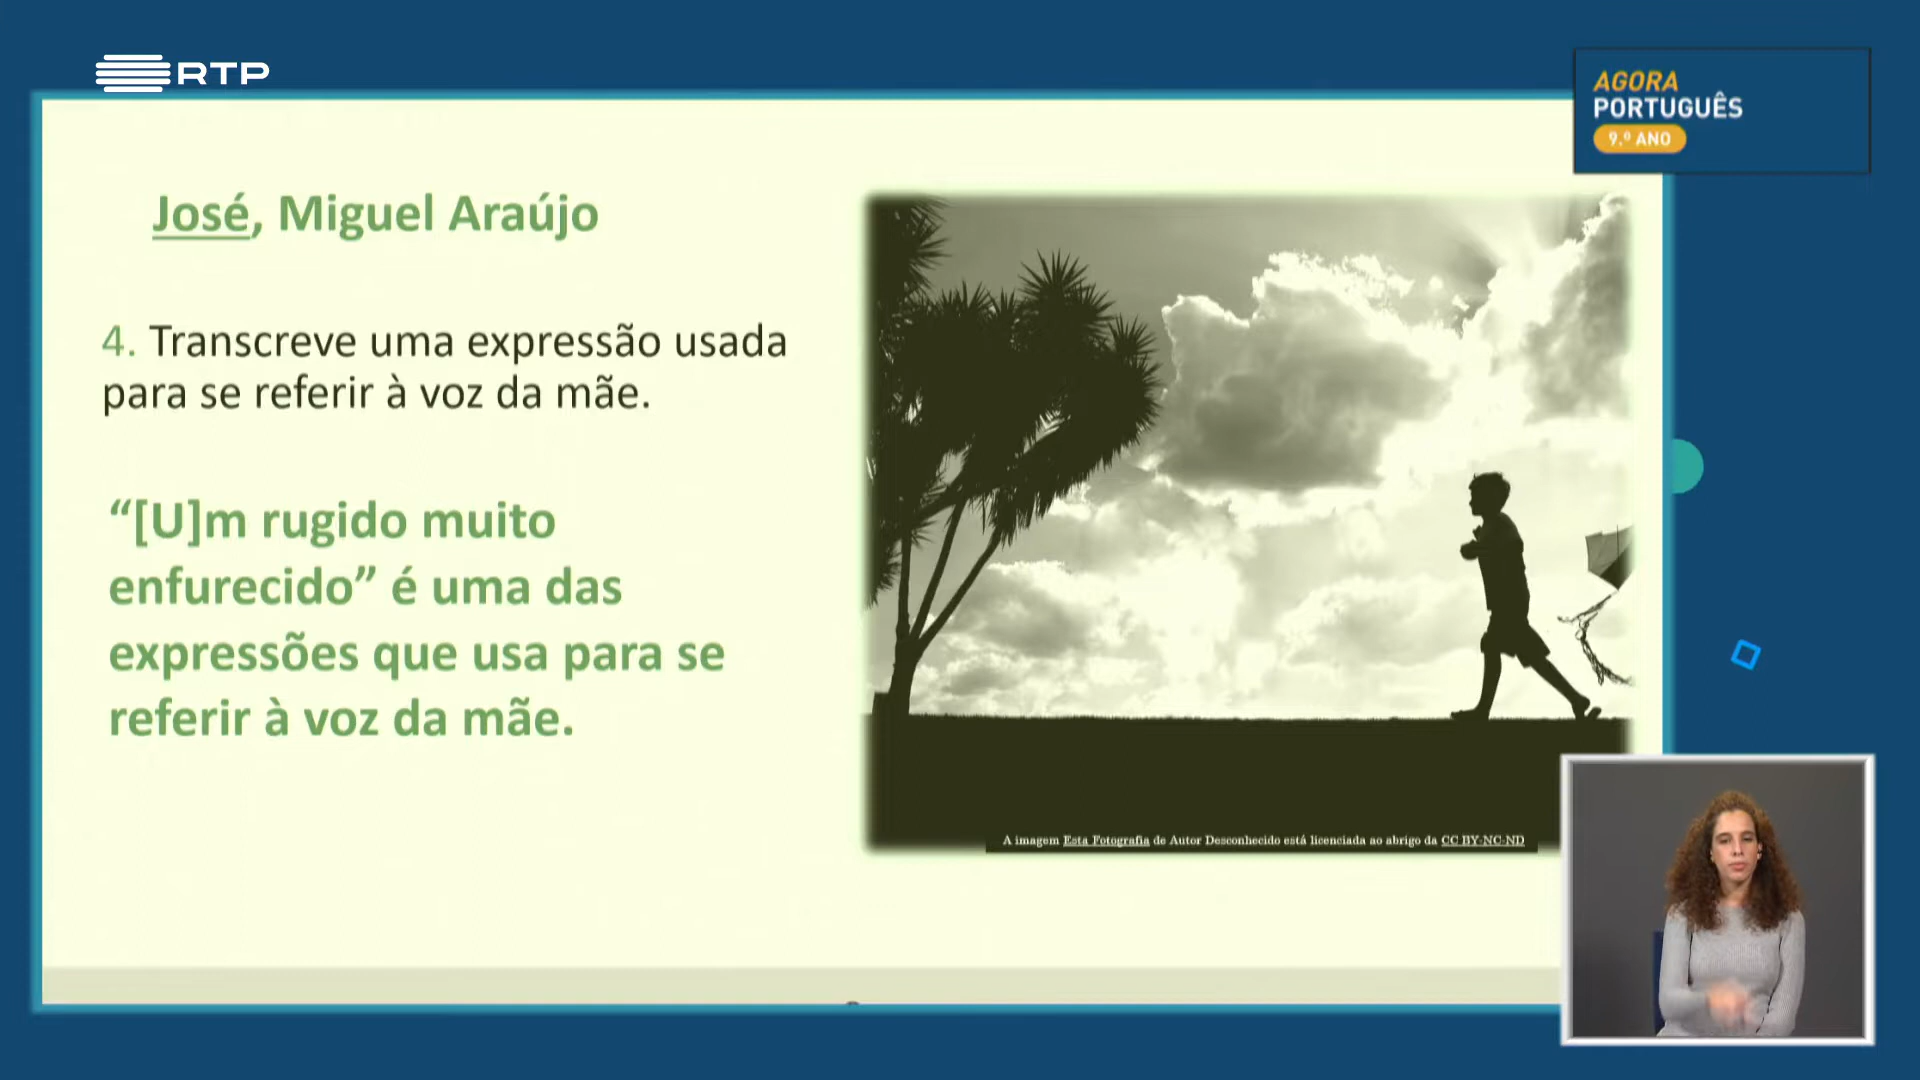 RTP
AGORA
PORTUGUÊS
9.º ANO
José, Miguel Araújo
4. Transcreve uma expressão usada
para se referir à voz da mãe.
“[U]m rugido muito
enfurecido” é uma das
expressões que usa para se
referir à voz da mãe.
A imagem Esta Fotografia de Autor Desconhecido está licenciada ao abrigo da CC BY-NC-ND